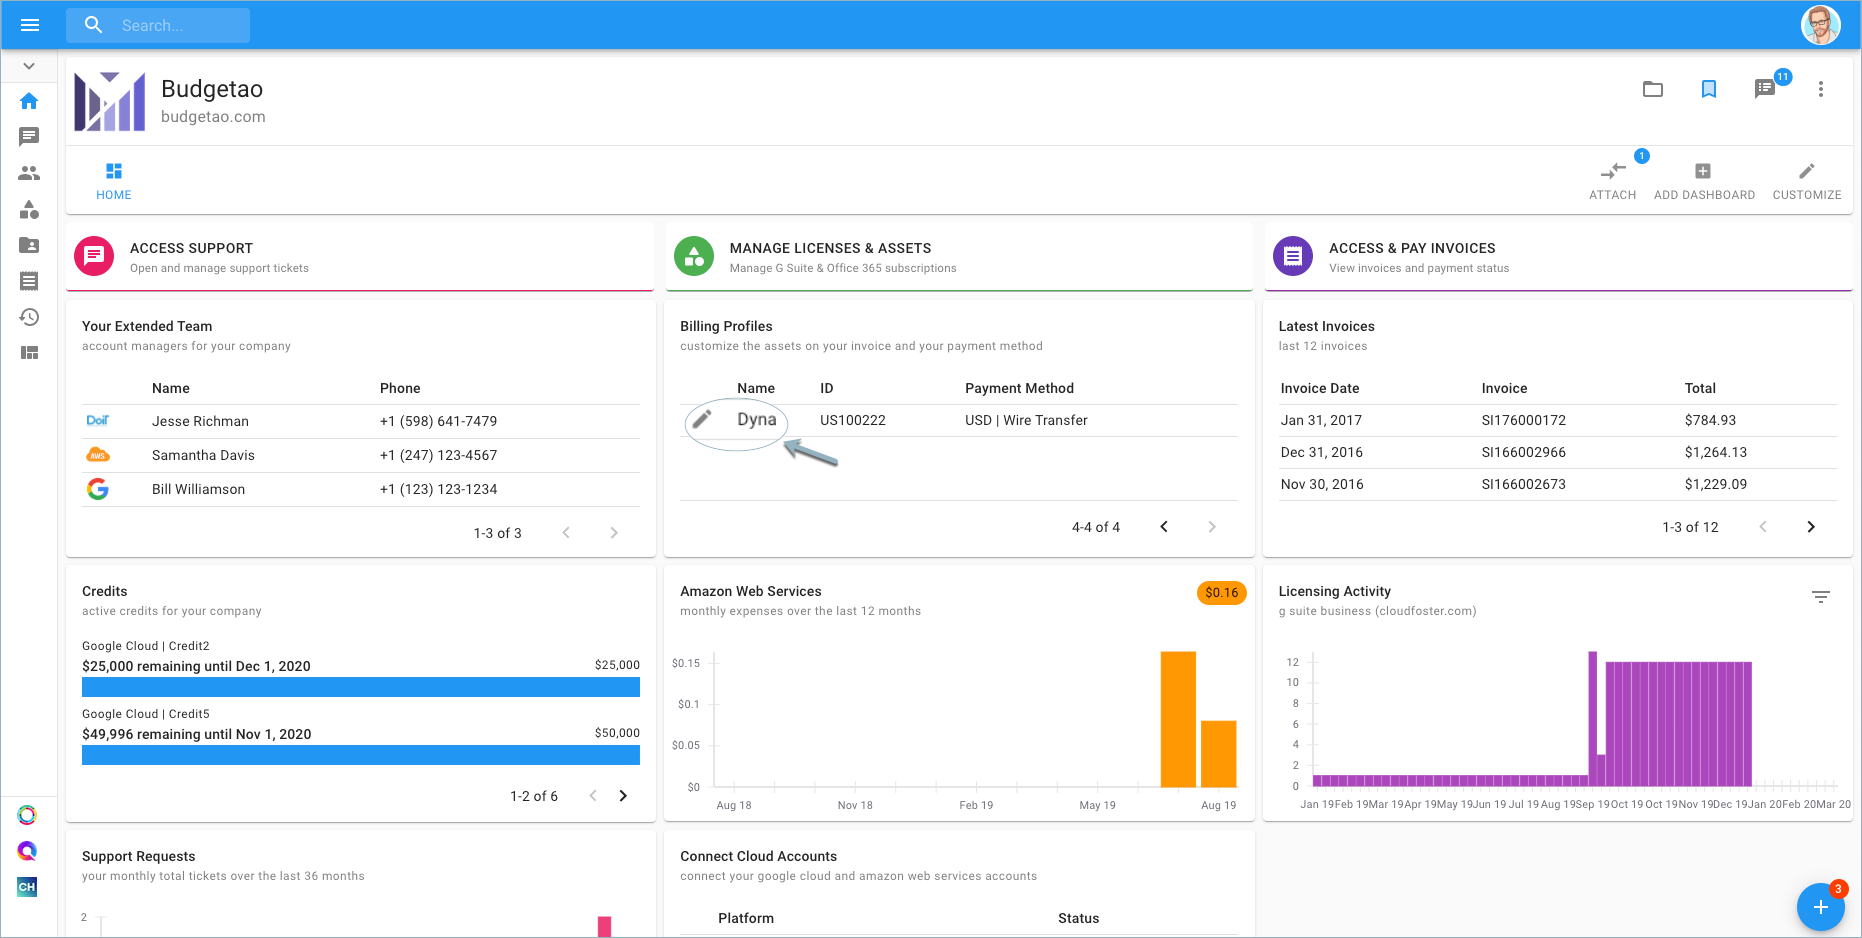 Search...
Budgetao
budgetao.com
11
HOME
1
ATTACH
ADD DASHBOARD
CUSTOMIZE
ACCESS SUPPORT
Open and manage support tickets
MANAGE LICENSES & ASSETS
Manage G Suite & Office 365 subscriptions
ACCESS & PAY INVOICES
View invoices and payment status
Your Extended Team
account managers for your company
Name Phone
DoiT Jesse Richman +1 (598) 641-7479
AWS Samantha Davis +1 (247) 123-4567
G Bill Williamson +1 (123) 123-1234
1-3 of 3
Billing Profiles
customize the assets on your invoice and your payment method
Name ID Payment Method
Dyna US100222 USD | Wire Transfer
4-4 of 4
Latest Invoices
last 12 invoices
Invoice Date Invoice Total
Jan 31, 2017 SI176000172 $784.93
Dec 31, 2016 SI166002966 $1,264.13
Nov 30, 2016 SI166002673 $1,229.09
1-3 of 12
Credits
active credits for your company
Google Cloud | Credit2
$25,000 remaining until Dec 1, 2020 $25,000
Google Cloud | Credit5
$49,996 remaining until Nov 1, 2020 $50,000
1-2 of 6
Amazon Web Services
$0.16
monthly expenses over the last 12 months
$0.15
$0.1
$0.05
$0
Aug 18 Nov 18 Feb 19 May 19 Aug 19
Licensing Activity
g suite business (cloudfoster.com)
12
10
8
6
4
2
0
Jan 19 Feb 19 Mar 19 Apr 19 May 19 Jun 19 Jul 19 Aug 19 Sep 19 Oct 19 Oct 19 Nov 19 Dec 19 Jan 20 Feb 20 Mar 20
CH
Support Requests
your monthly total tickets over the last 36 months
2
Connect Cloud Accounts
connect your google cloud and amazon web services accounts
Platform Status
3